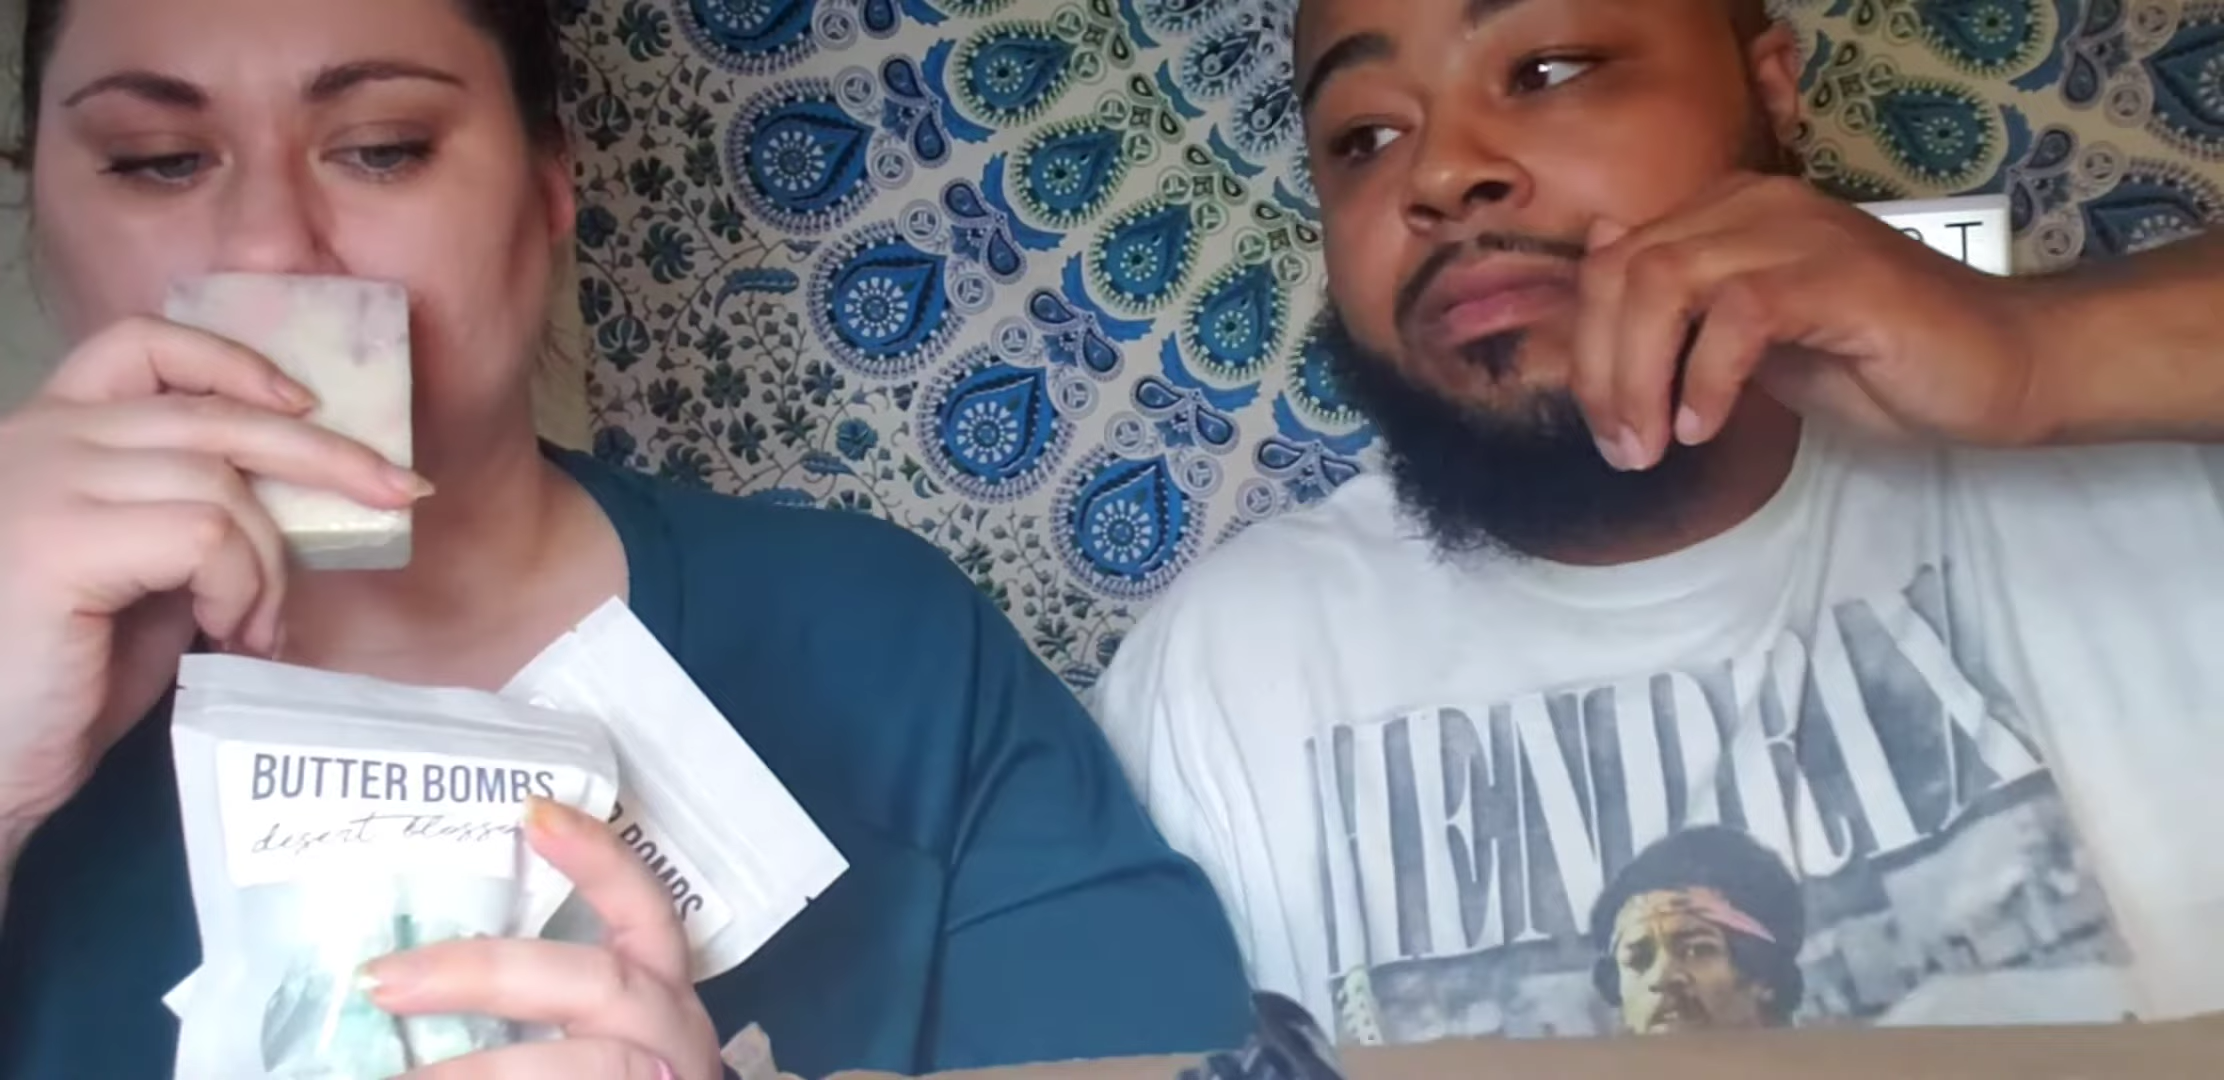 BUTTER BOMBS
desert blossom
BOMBS
HENDRIX
T